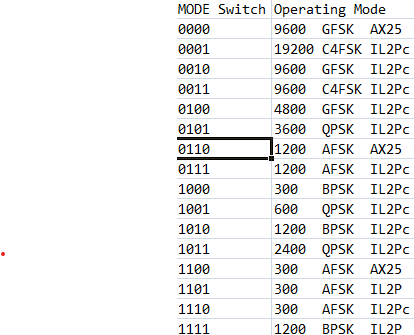 MODE Switch Operating Mode
0000 9600 GFSK AX25
0001 19200 C4FSK IL2Pc
0010 9600 GFSK IL2Pc
0011 9600 C4FSK IL2Pc
0100 4800 GFSK IL2Pc
0101 3600 QPSK IL2Pc
0110 1200 AFSK AX25
0111 1200 AFSK IL2Pc
1000 300 BPSK IL2Pc
1001 600 QPSK IL2Pc
1010 1200 BPSK IL2Pc
1011 2400 QPSK IL2Pc
1100 300 AFSK AX25
1101 300 AFSK IL2P
1110 300 AFSK IL2Pc
1111 1200 BPSK IL2P